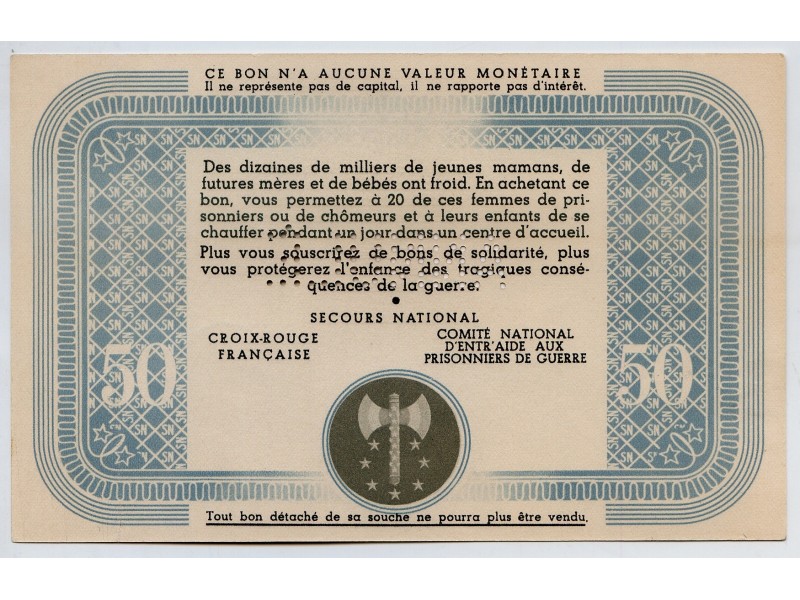 CE BON N'A AUCUNE VALEUR MONÉTAIRE
Il ne représente pas de capital, il ne rapporte pas d'intérêt.
Des dizaines de milliers de jeunes mamans, de
futures mères et de bébés ont froid. En achetant ce
bon, vous permettez à 20 de ces femmes de pri-
sonniers ou de chômeurs et à leurs enfants de se
chauffer pendant un jour dans un centre d'accueil.
Plus vous souscrirez de bons de solidarité, plus
vous protégerez l'enfance des tragiques consé-
quences de la guerre.
SECOURS NATIONAL
CROIX-ROUGE
FRANÇAISE
COMITÉ NATIONAL
D'ENTR'AIDE AUX
PRISONNIERS DE GUERRE
50
50
Tout bon détaché de sa souche ne pourra plus être vendu.